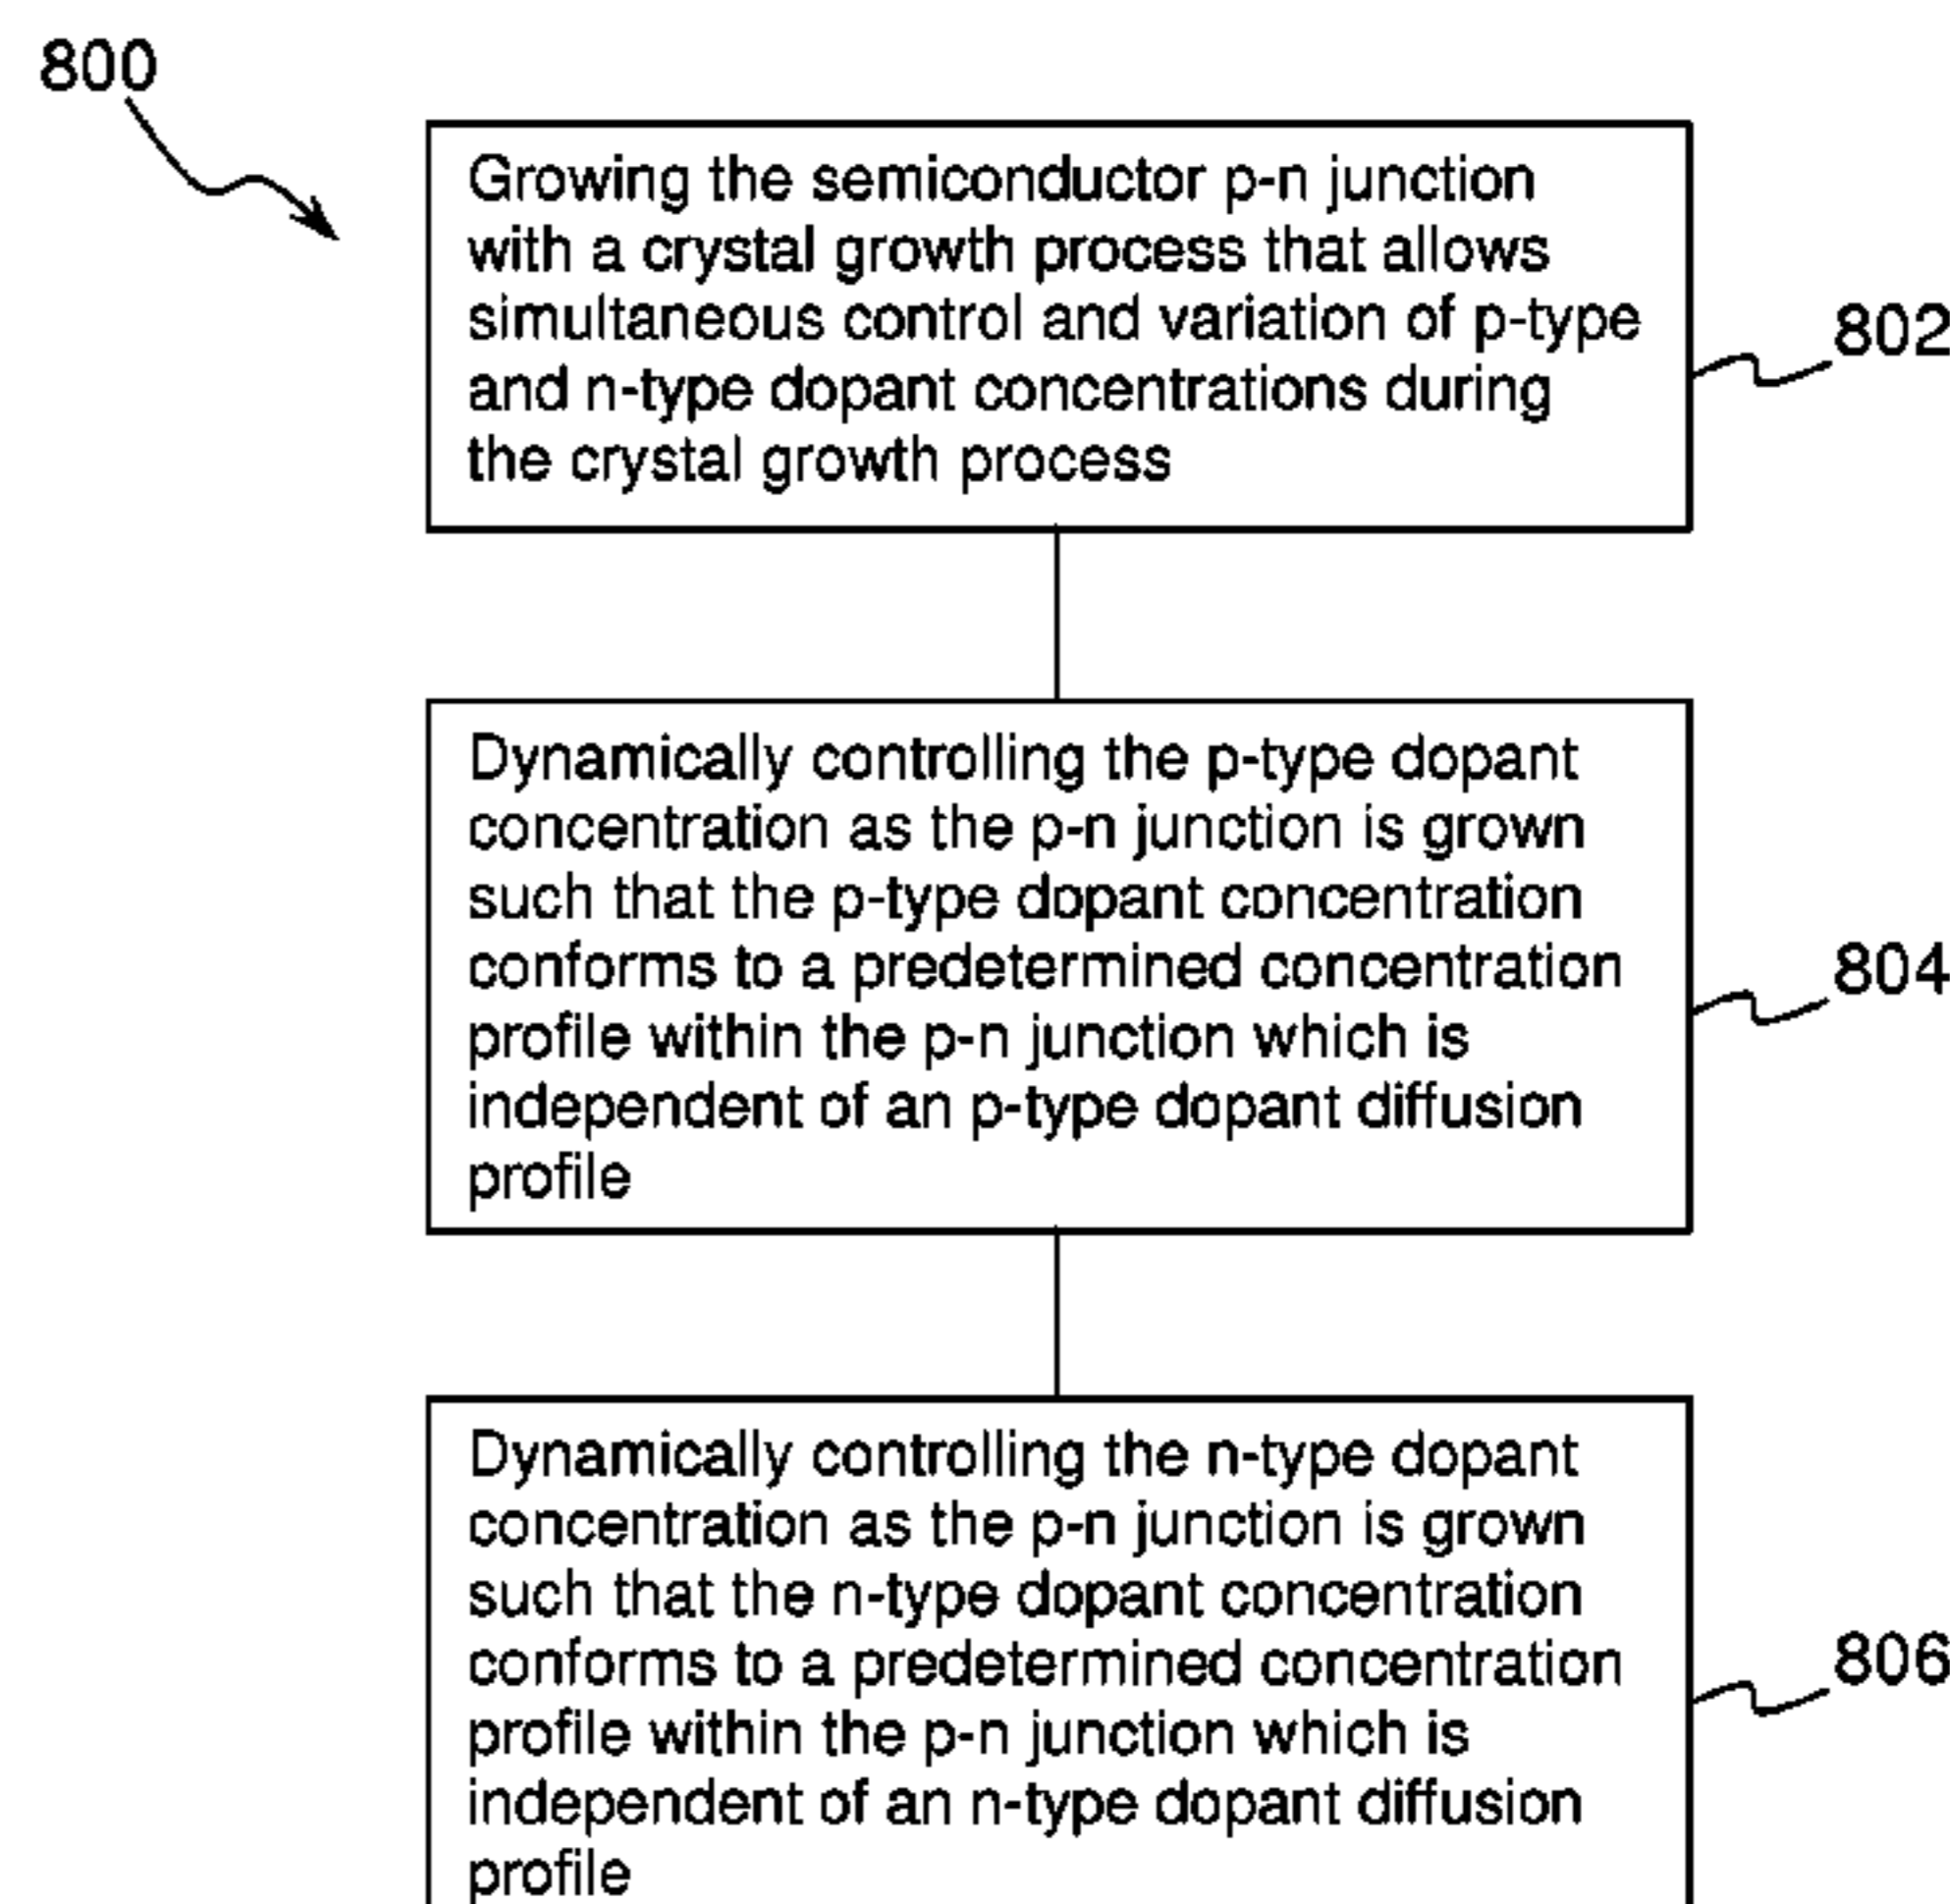 800
Growing the semiconductor p-n junction
with a crystal growth process that allows
simultaneous control and variation of p-type
and n-type dopant concentrations during
the crystal growth process
802
Dynamically controlling the p-type dopant
concentration as the p-n junction is grown
such that the p-type dopant concentration
conforms to a predetermined concentration
profile within the p-n junction which is
independent of an p-type dopant diffusion
profile
804
Dynamically controlling the n-type dopant
concentration as the p-n junction is grown
such that the n-type dopant concentration
conforms to a predetermined concentration
profile within the p-n junction which is
independent of an n-type dopant diffusion
profile
806